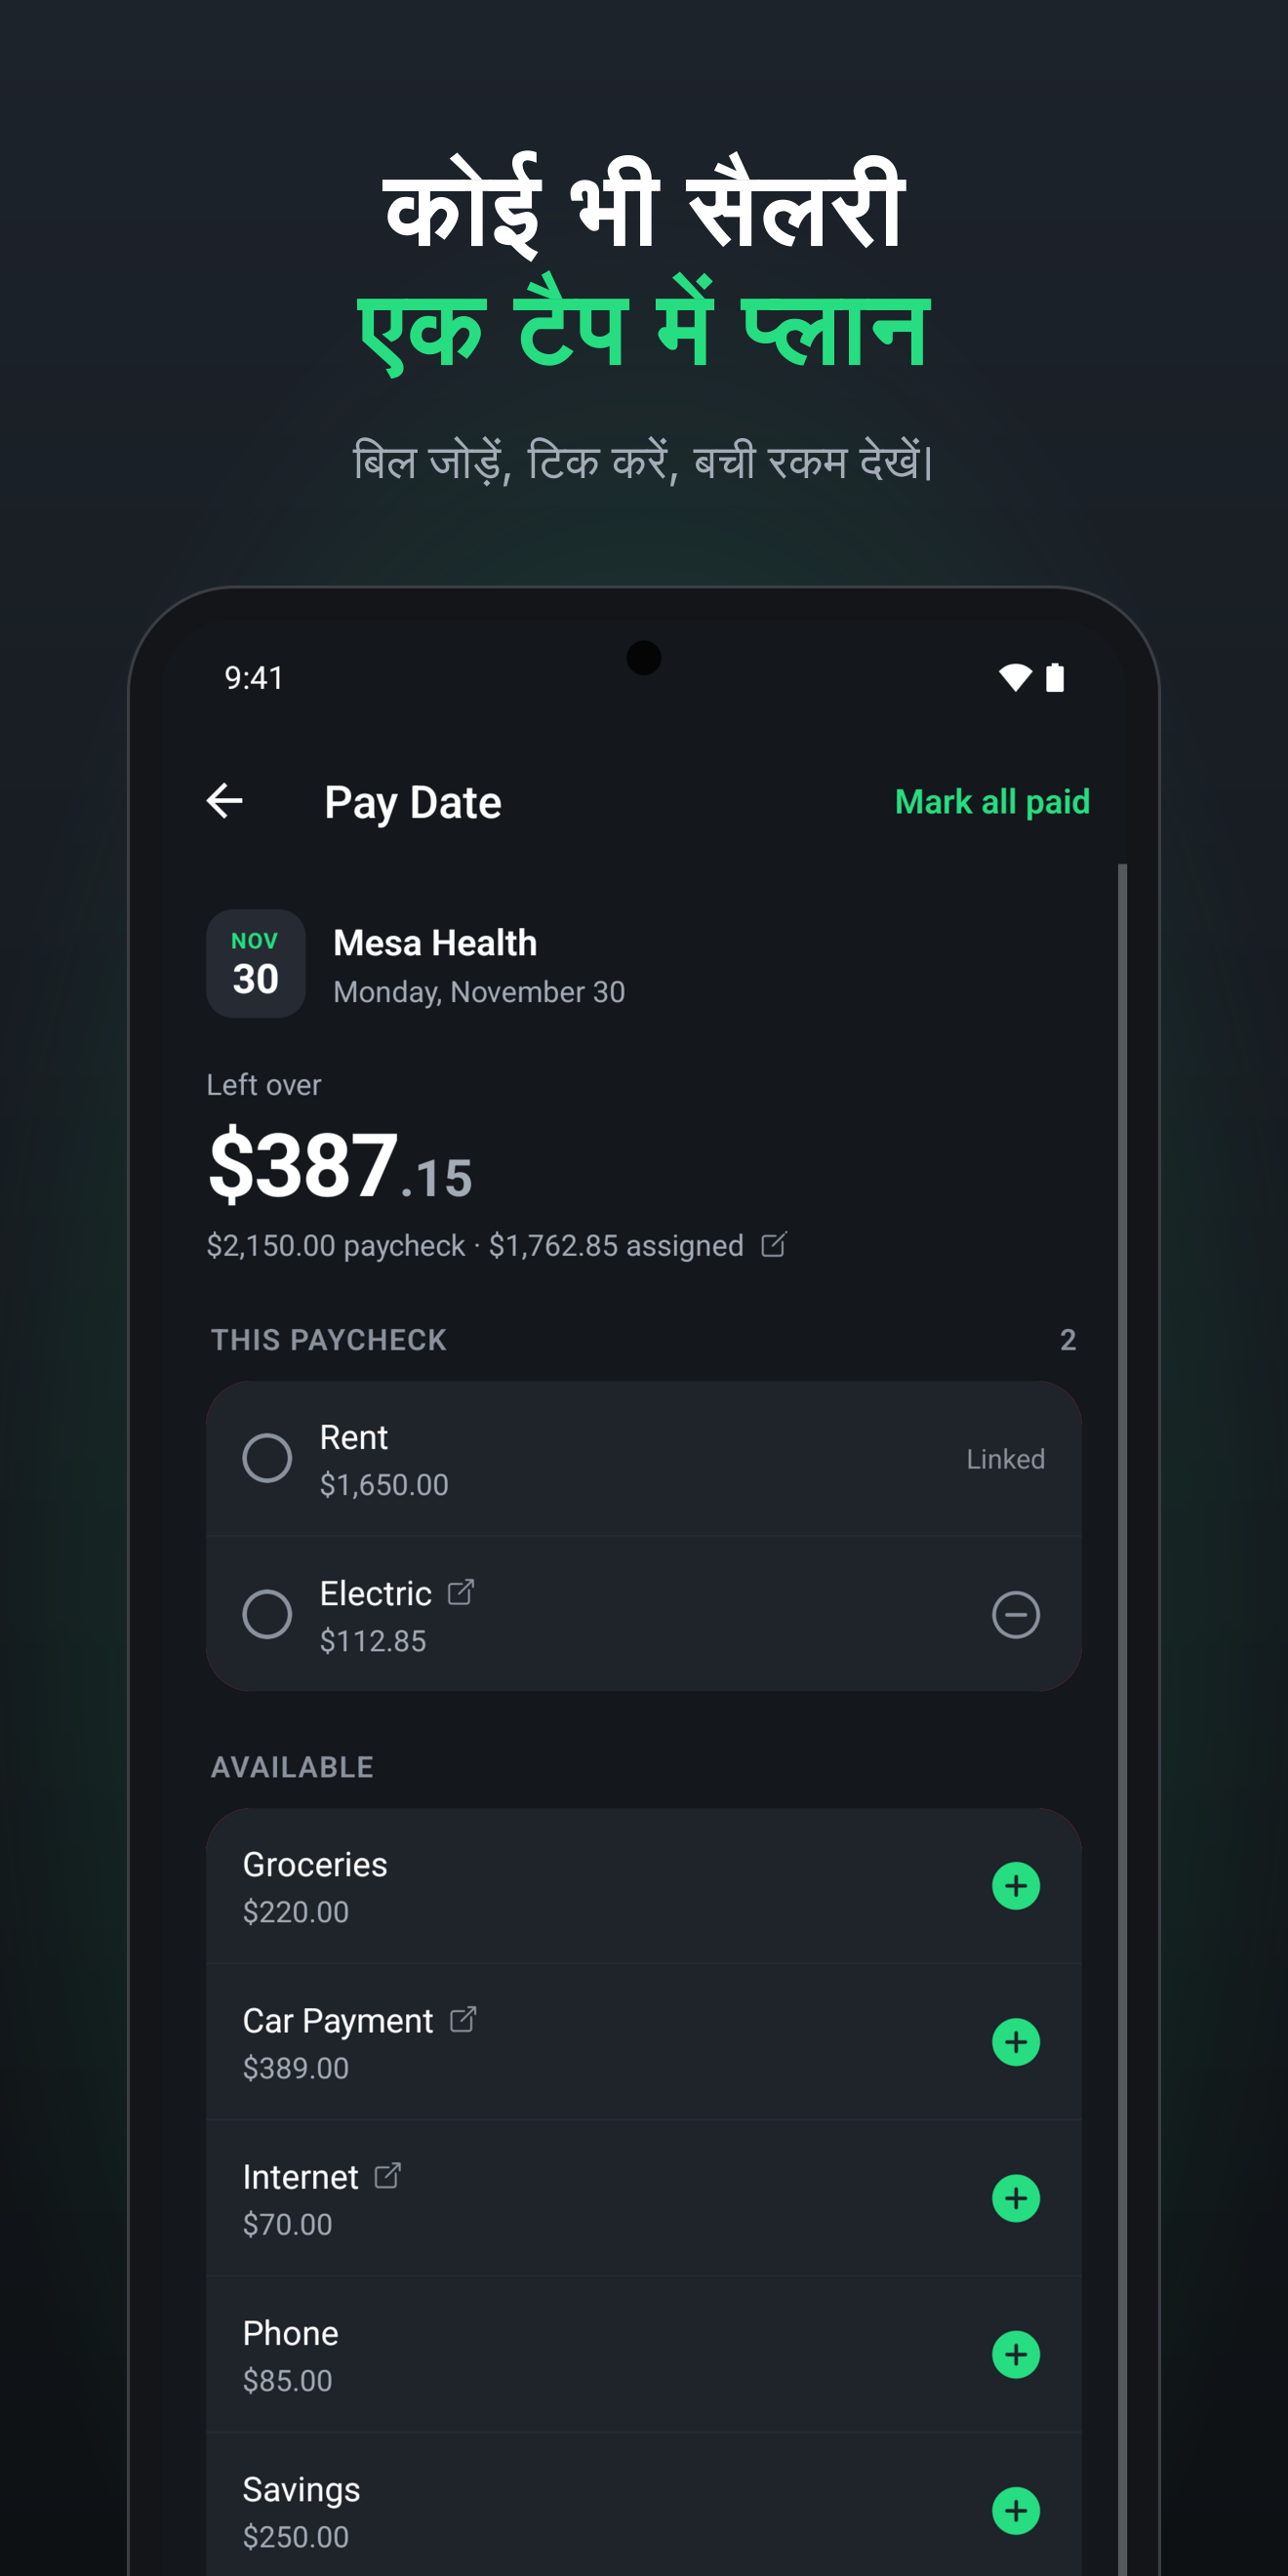 कोई भी सैलरी
एक टैप में प्लान
बिल जोड़ें, टिक करें, बची रकम देखें।
9:41
Pay Date
Mark all paid
NOV
30
Mesa Health
Monday, November 30
Left over
$387.15
$2,150.00 paycheck · $1,762.85 assigned
THIS PAYCHECK
2
Rent
$1,650.00
Linked
Electric
$112.85
AVAILABLE
Groceries
$220.00
Car Payment
$389.00
Internet
$70.00
Phone
$85.00
Savings
$250.00